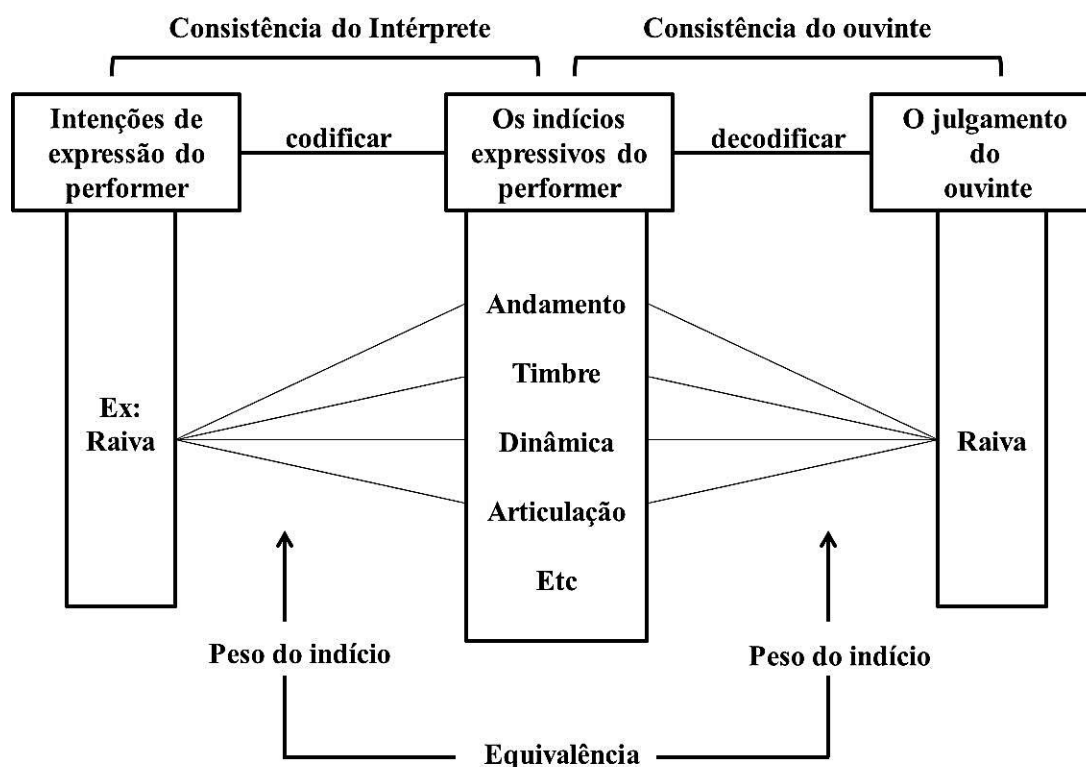 Consistência do Intérprete
Consistência do ouvinte
Intenções de
expressão do
performer
codificar
Os indícios
expressivos do
performer
decodificar
O julgamento
do
ouvinte
Andamento
Timbre
Ex:
Raiva
Dinâmica
Raiva
Articulação
Etc
Peso do indício
Peso do indício
Equivalência